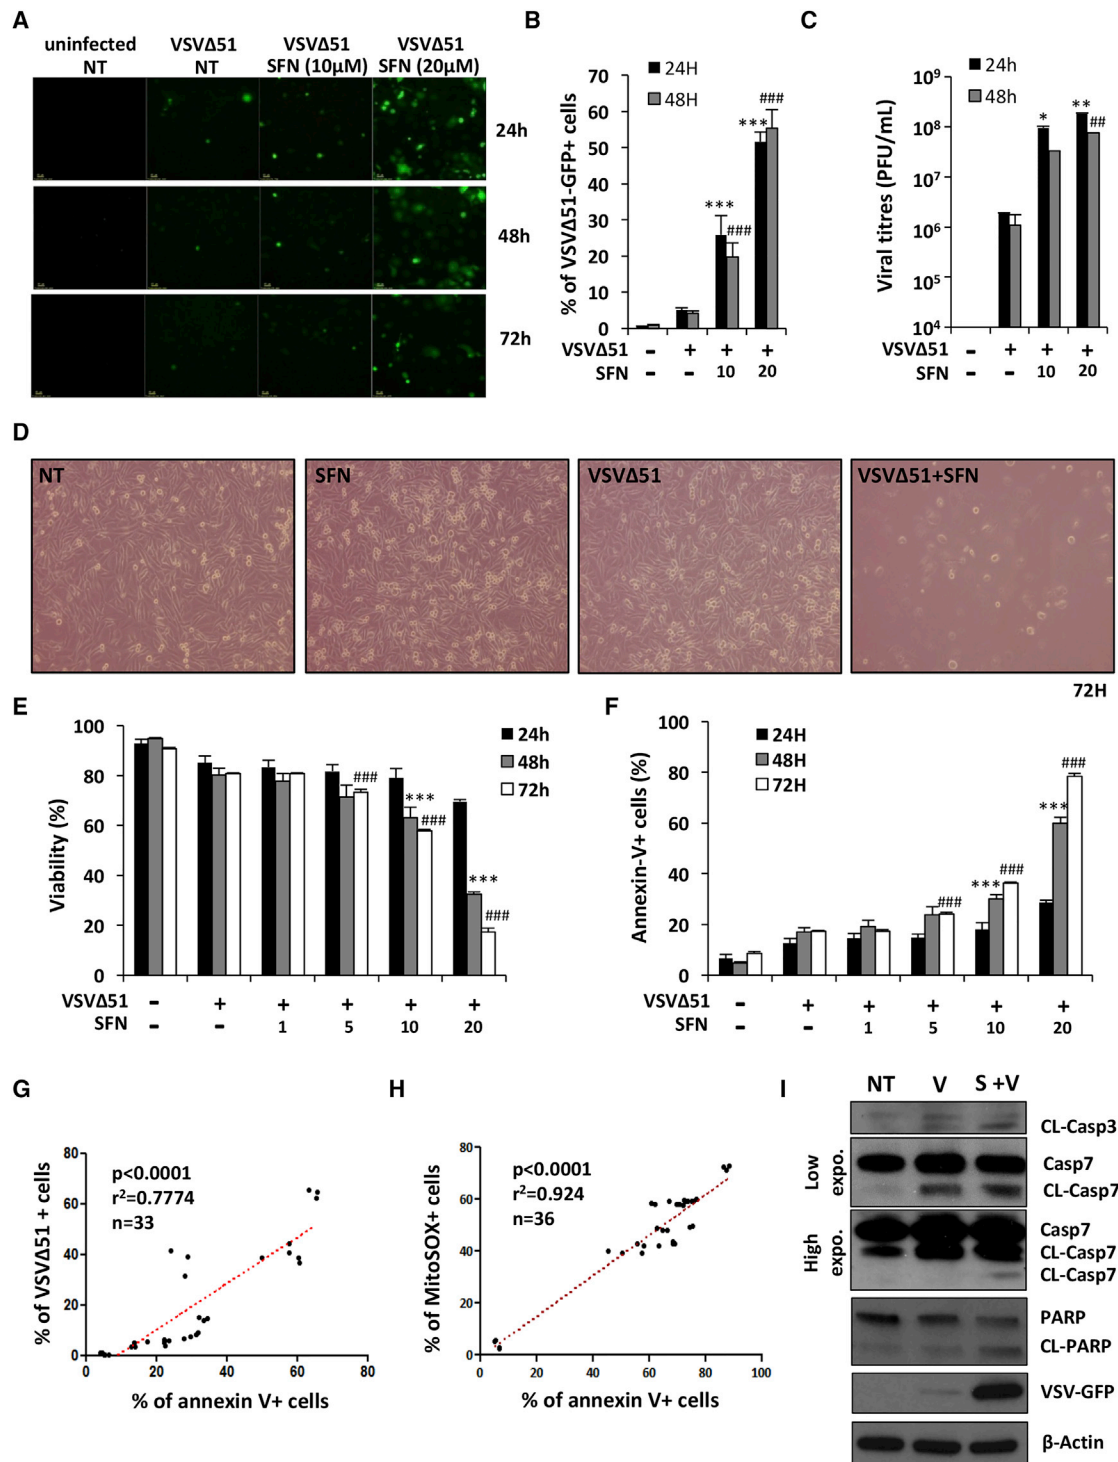 A
uninfected NT
VSVΔ51 NT
VSVΔ51 SFN (10µM)
VSVΔ51 SFN (20µM)
24h
48h
72h
B
24H
48H
% of VSVΔ51-GFP+ cells
70
60
50
40
30
20
10
0
***
###
***
###
VSVΔ51 - + + +
SFN - - 10 20
C
24h
48h
Viral titres (PFU/mL)
10⁹
10⁸
10⁷
10⁶
10⁵
10⁴
*
**
##
VSVΔ51 - + + +
SFN - - 10 20
D
NT
SFN
VSVΔ51
VSVΔ51+SFN
72H
E
24h
48h
72h
Viability (%)
100
80
60
40
20
0
###
***
###
***
###
VSVΔ51 - + + + + +
SFN - - 1 5 10 20
F
24H
48H
72H
Annexin-V+ cells (%)
100
80
60
40
20
0
###
***
###
***
###
VSVΔ51 - + + + + +
SFN - - 1 5 10 20
G
p<0.0001
r²=0.7774
n=33
% of VSVΔ51 + cells
80
60
40
20
0
0 20 40 60 80
% of annexin V+ cells
H
p<0.0001
r²=0.924
n=36
% of MitoSOX+ cells
80
60
40
20
0
0 20 40 60 80 100
% of annexin V+ cells
I
NT V S +V
CL-Casp3
Low expo.
Casp7
CL-Casp7
High expo.
Casp7
CL-Casp7
CL-Casp7
PARP
CL-PARP
VSV-GFP
β-Actin